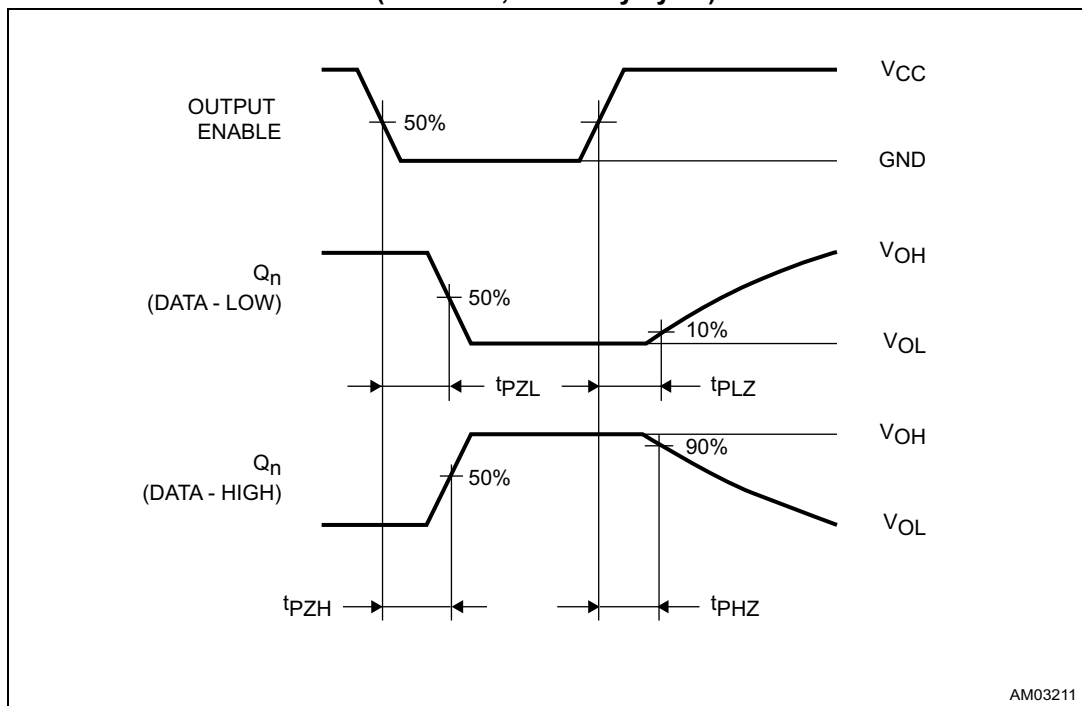 OUTPUT
ENABLE
50%
VCC
GND
Qn
(DATA - LOW)
50%
10%
VOH
VOL
tPZL
tPLZ
Qn
(DATA - HIGH)
50%
90%
VOH
VOL
tPZH
tPHZ
AM03211